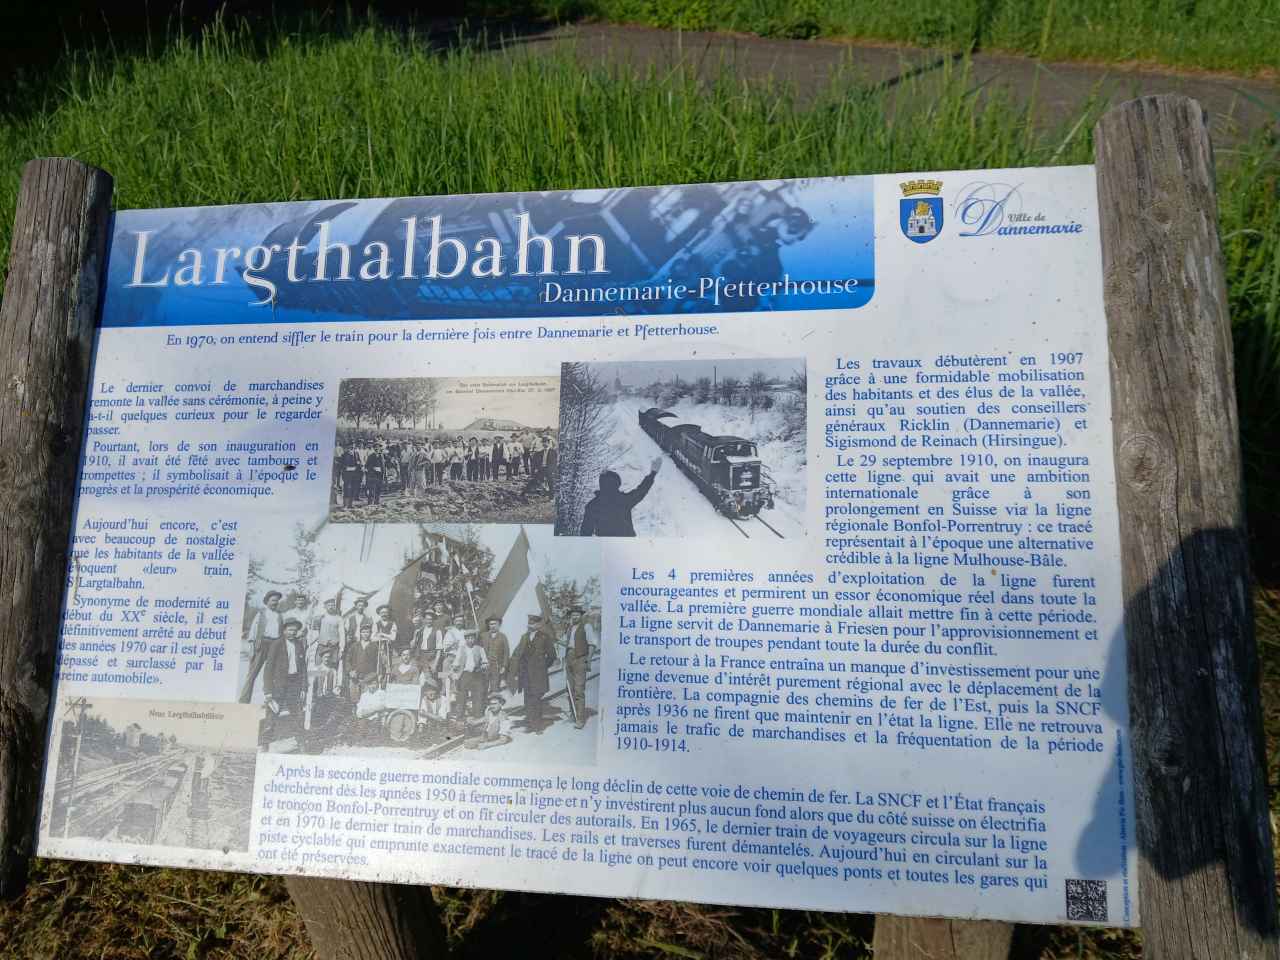 Largthalbahn
Dannemarie-Pfetterhouse
Ville de
Dannemarie
En 1970, on entend siffler le train pour la dernière fois entre Dannemarie et Pfetterhouse.
Le dernier convoi de marchandises
remonte la vallée sans cérémonie, à peine y
a-t-il quelques curieux pour le regarder
passer.
Pourtant, lors de son inauguration en
1910, il avait été fêté avec tambours et
trompettes ; il symbolisait à l'époque le
progrès et la prospérité économique.
Aujourd'hui encore, c'est
avec beaucoup de nostalgie
que les habitants de la vallée
évoquent «leur» train,
S'Largtalbahn.
Synonyme de modernité au
début du XXe siècle, il est
définitivement arrêté au début
des années 1970 car il est jugé
dépassé et surclassé par la
«reine automobile».
Neue Largthalbahnlinie
Les travaux débutèrent en 1907
grâce à une formidable mobilisation
des habitants et des élus de la vallée,
ainsi qu'au soutien des conseillers
généraux Ricklin (Dannemarie) et
Sigismond de Reinach (Hirsingue).
Le 29 septembre 1910, on inaugura
cette ligne qui avait une ambition
internationale grâce à son
prolongement en Suisse via la ligne
régionale Bonfol-Porrentruy : ce tracé
représentait à l'époque une alternative
crédible à la ligne Mulhouse-Bâle.
Les 4 premières années d'exploitation de la ligne furent
encourageantes et permirent un essor économique réel dans toute la
vallée. La première guerre mondiale allait mettre fin à cette période.
La ligne servit de Dannemarie à Friesen pour l'approvisionnement et
le transport de troupes pendant toute la durée du conflit.
Le retour à la France entraîna un manque d'investissement pour une
ligne devenue d'intérêt purement régional avec le déplacement de la
frontière. La compagnie des chemins de fer de l'Est, puis la SNCF
après 1936 ne firent que maintenir en l'état la ligne. Elle ne retrouva
jamais le trafic de marchandises et la fréquentation de la période
1910-1914.
Après la seconde guerre mondiale commença le long déclin de cette voie de chemin de fer. La SNCF et l'État français
cherchèrent dès les années 1950 à fermer la ligne et n'y investirent plus aucun fond alors que du côté suisse on électrifia
le tronçon Bonfol-Porrentruy et on fit circuler des autorails. En 1965, le dernier train de voyageurs circula sur la ligne
et en 1970 le dernier train de marchandises. Les rails et traverses furent démantelés. Aujourd'hui en circulant sur la
piste cyclable qui emprunte exactement le tracé de la ligne on peut encore voir quelques ponts et toutes les gares qui
ont été préservées.